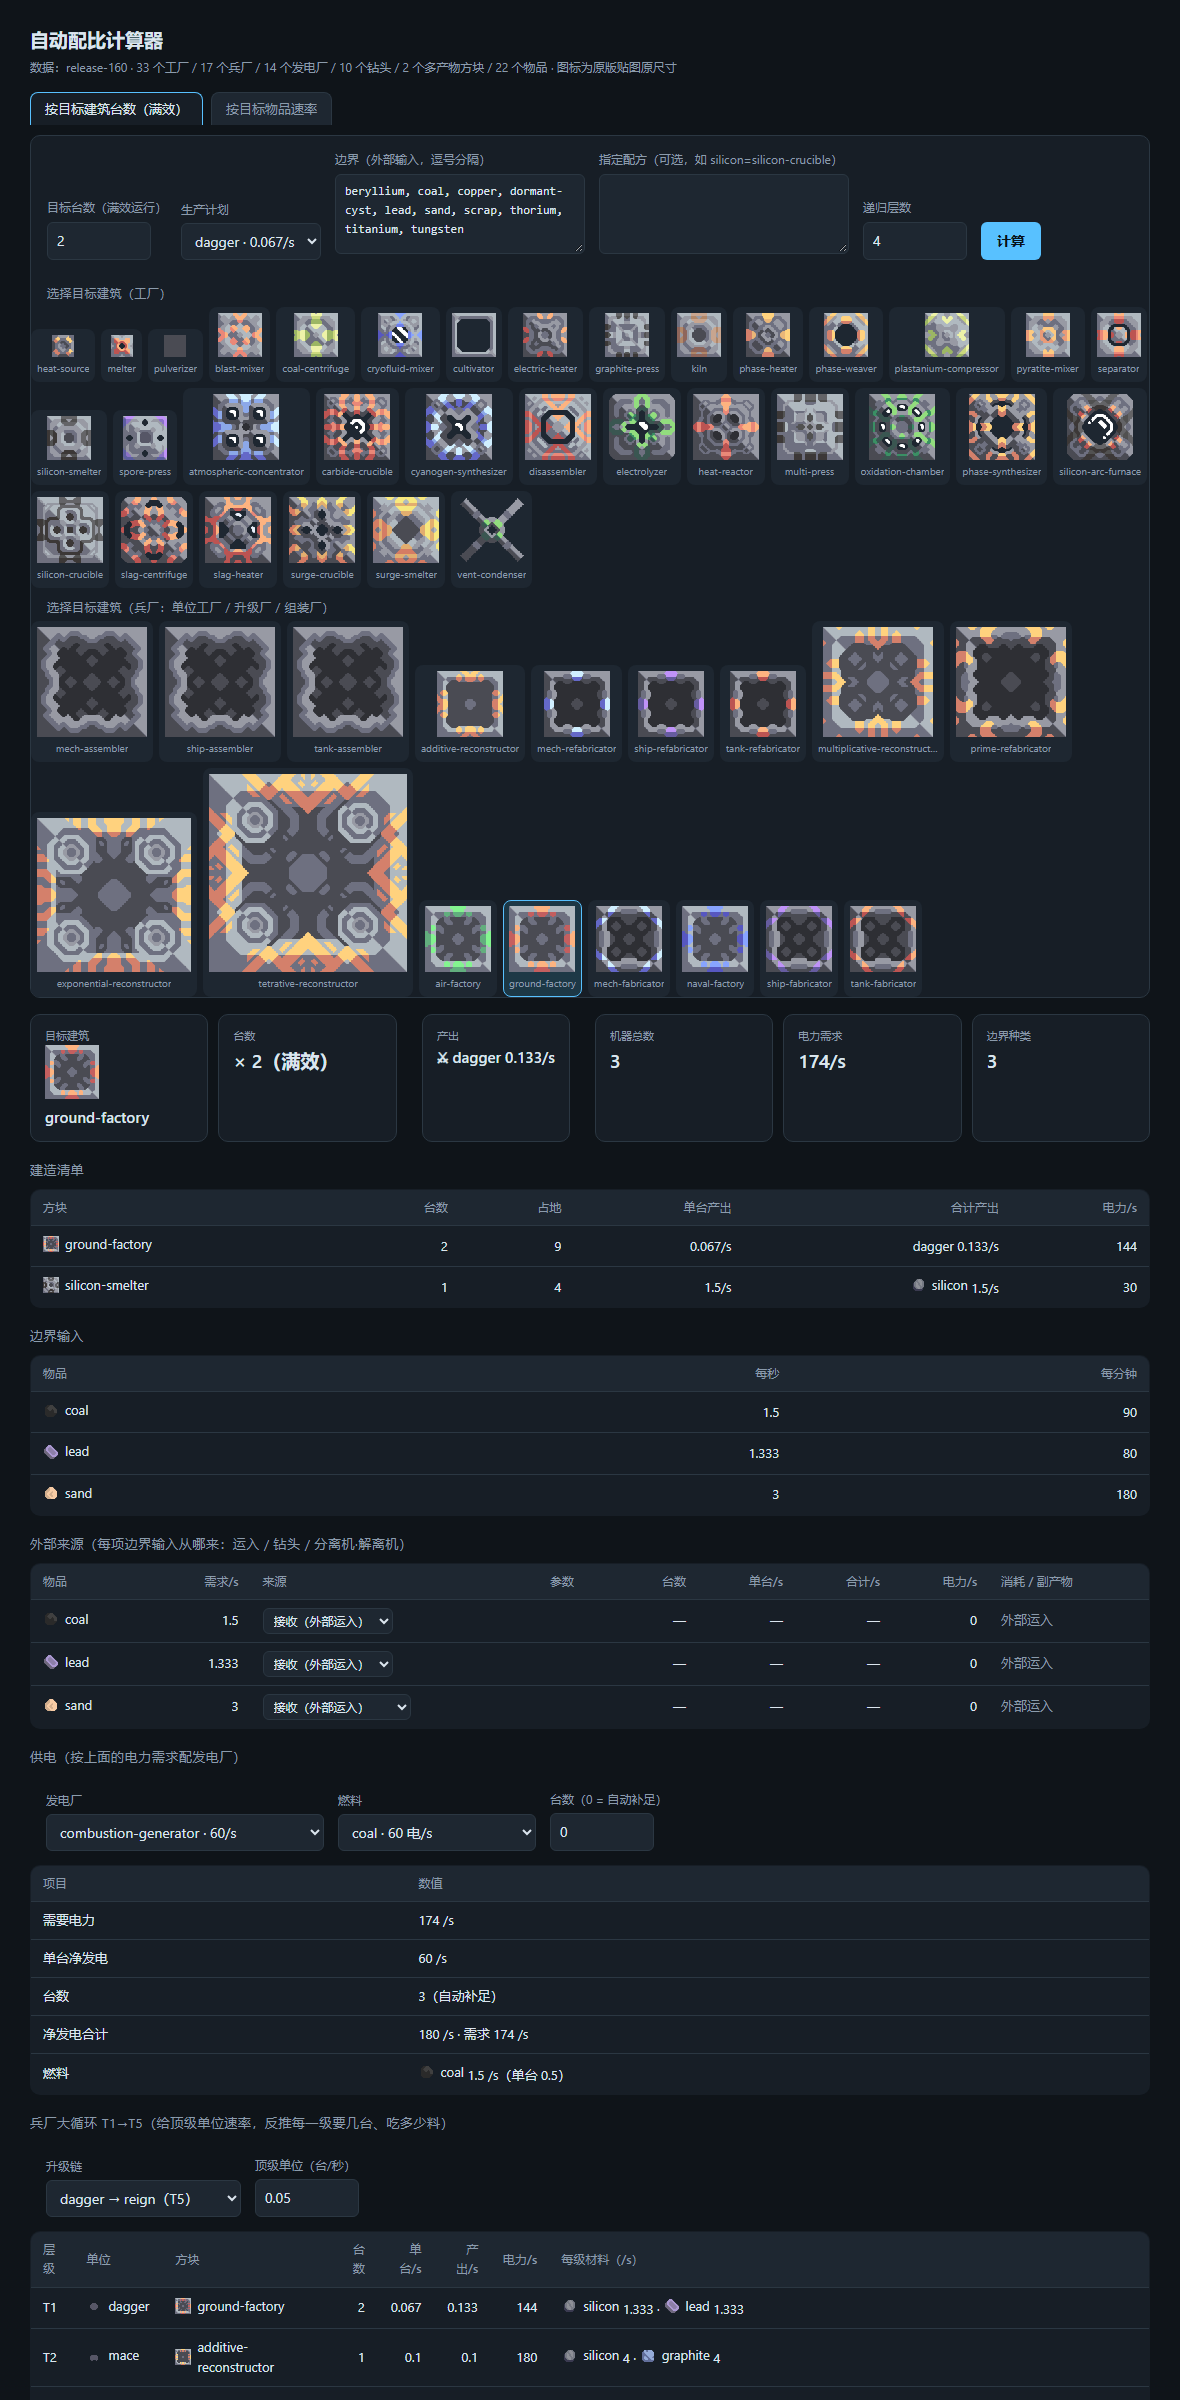 自动配比计算器
数据：release-160 · 33 个工厂 / 17 个兵厂 / 14 个发电厂 / 10 个钻头 / 2 个多产物方块 / 22 个物品 · 图标为原版贴图原尺寸
按目标建筑台数（满效） 按目标物品速率
目标台数（满效运行） 生产计划 边界（外部输入，逗号分隔） 指定配方（可选，如 silicon=silicon-crucible） 递归层数
2 dagger · 0.067/s
beryllium, coal, copper, dormant-
cyst, lead, sand, scrap, thorium,
titanium, tungsten
4 计算
选择目标建筑（工厂）
heat-source melter pulverizer blast-mixer coal-centrifuge cryofluid-mixer cultivator electric-heater graphite-press kiln phase-heater phase-weaver plastanium-compressor pyratite-mixer separator
silicon-smelter spore-press atmospheric-concentrator carbide-crucible cyanogen-synthesizer disassembler electrolyzer heat-reactor multi-press oxidation-chamber phase-synthesizer silicon-arc-furnace
silicon-crucible slag-centrifuge slag-heater surge-crucible surge-smelter vent-condenser
选择目标建筑（兵厂：单位工厂 / 升级厂 / 组装厂）
mech-assembler ship-assembler tank-assembler additive-reconstructor mech-refabricator ship-refabricator tank-refabricator multiplicative-reconstruct... prime-refabricator
exponential-reconstructor tetrative-reconstructor air-factory ground-factory mech-fabricator naval-factory ship-fabricator tank-fabricator
目标建筑 台数 产出 机器总数 电力需求 边界种类
ground-factory × 2（满效） dagger 0.133/s 3 174/s 3
建造清单
方块 台数 占地 单台产出 合计产出 电力/s
ground-factory 2 9 0.067/s dagger 0.133/s 144
silicon-smelter 1 4 1.5/s silicon 1.5/s 30
边界输入
物品 每秒 每分钟
coal 1.5 90
lead 1.333 80
sand 3 180
外部来源（每项边界输入从哪来：运入 / 钻头 / 分离机·解离机）
物品 需求/s 来源 参数 台数 单台/s 合计/s 电力/s 消耗 / 副产物
coal 1.5 接收（外部运入） — — — 0 外部运入
lead 1.333 接收（外部运入） — — — 0 外部运入
sand 3 接收（外部运入） — — — 0 外部运入
供电（按上面的电力需求配发电厂）
发电厂 燃料 台数（0 = 自动补足）
combustion-generator · 60/s coal · 60 电/s 0
项目 数值
需要电力 174 /s
单台净发电 60 /s
台数 3（自动补足）
净发电合计 180 /s · 需求 174 /s
燃料 coal 1.5 /s（单台 0.5）
兵厂大循环 T1→T5（给顶级单位速率，反推每一级要几台、吃多少料）
升级链 顶级单位（台/秒）
dagger → reign（T5） 0.05
层级 单位 方块 台数 单台/s 产出/s 电力/s 每级材料（/s）
T1 dagger ground-factory 2 0.067 0.133 144 silicon 1.333 · lead 1.333
T2 mace additive-reconstructor 1 0.1 0.1 180 silicon 4 · graphite 4